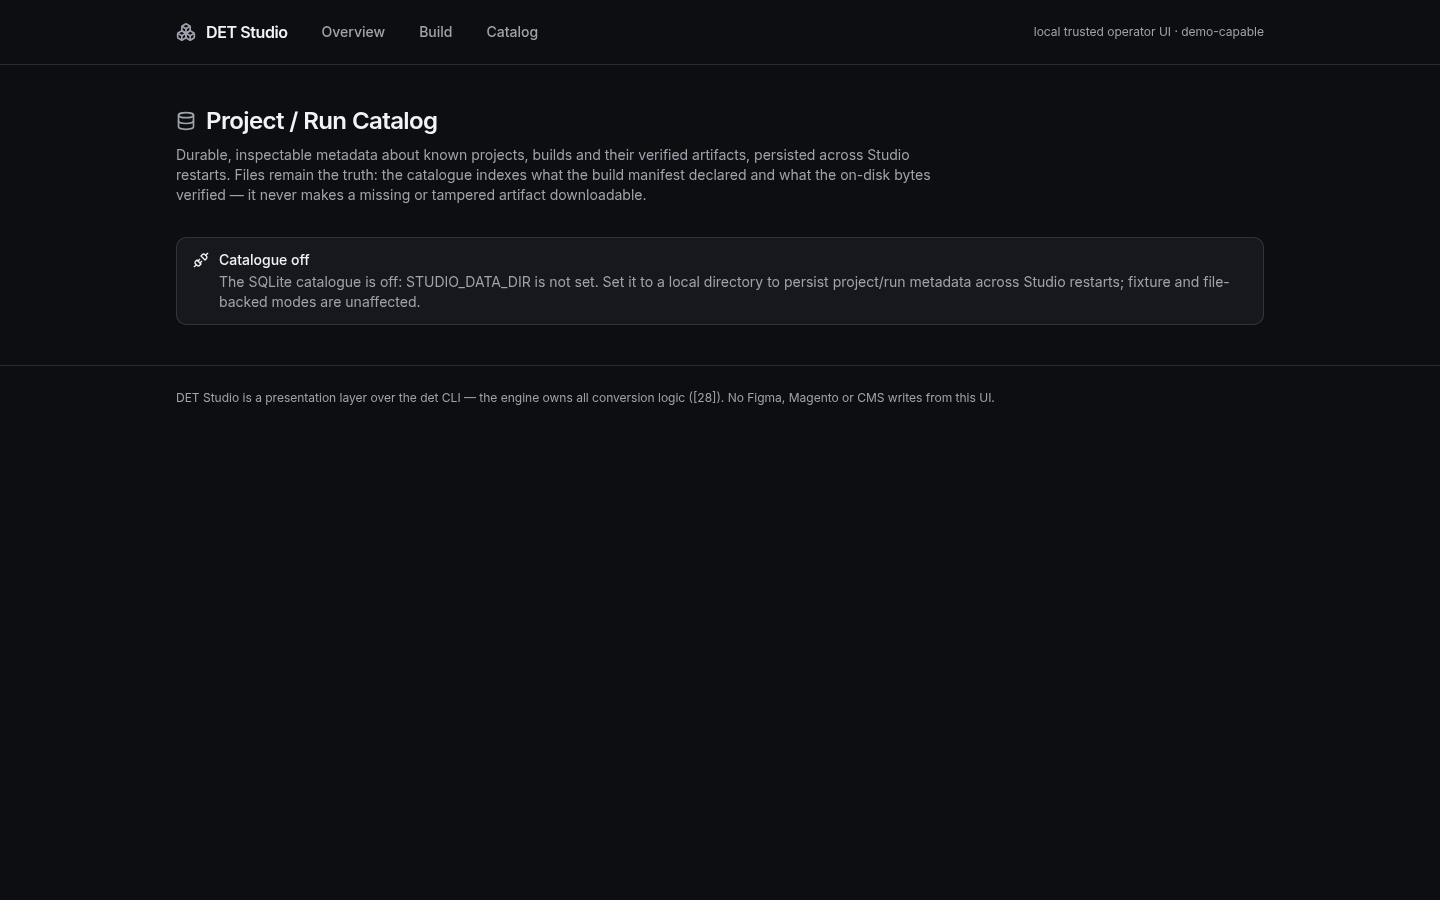 DET Studio
Overview
Build
Catalog
local trusted operator UI · demo-capable
Project / Run Catalog
Durable, inspectable metadata about known projects, builds and their verified artifacts, persisted across Studio
restarts. Files remain the truth: the catalogue indexes what the build manifest declared and what the on-disk bytes
verified — it never makes a missing or tampered artifact downloadable.
Catalogue off
The SQLite catalogue is off: STUDIO_DATA_DIR is not set. Set it to a local directory to persist project/run metadata across Studio restarts; fixture and file-
backed modes are unaffected.
DET Studio is a presentation layer over the det CLI — the engine owns all conversion logic ([28]). No Figma, Magento or CMS writes from this UI.